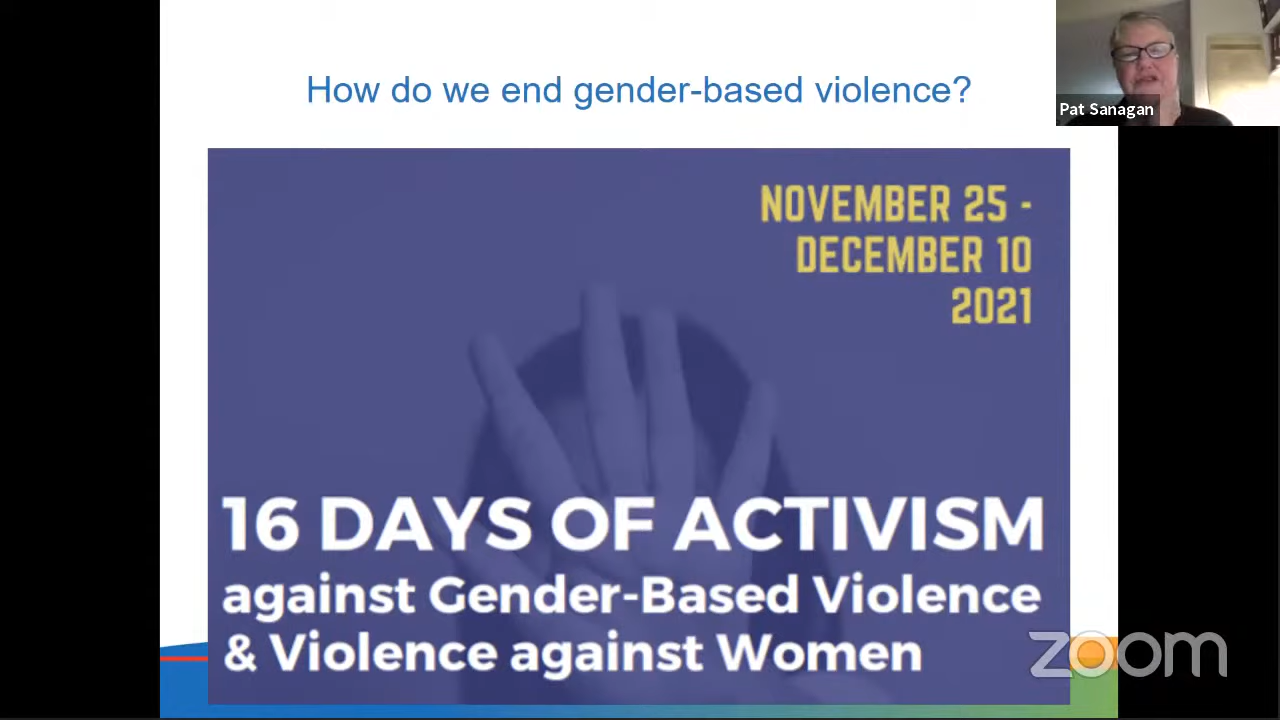 How do we end gender-based violence?
Pat Sanagan
NOVEMBER 25 -
DECEMBER 10
2021
16 DAYS OF ACTIVISM
against Gender-Based Violence
& Violence against Women
zoom